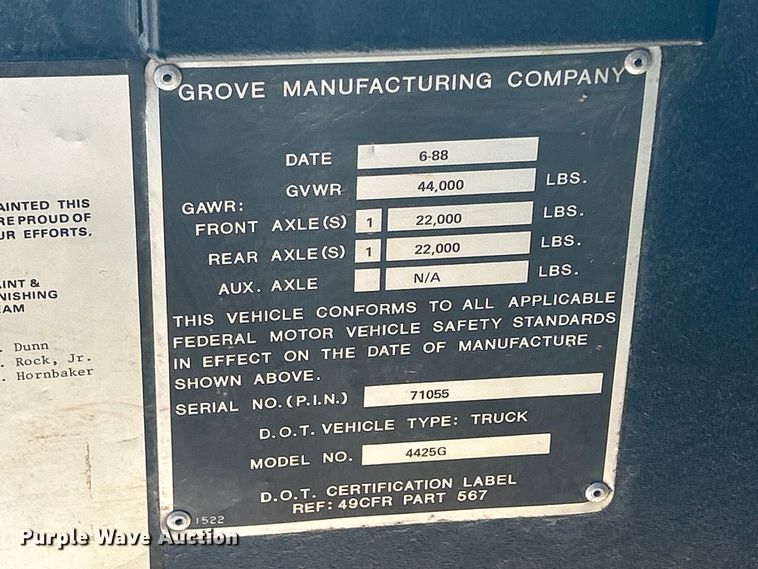 AINTED THIS
RE PROUD OF
UR EFFORTS.
INT &
NISHING
EAM
. Dunn
. Rock, Jr.
. Hornbaker
GROVE MANUFACTURING COMPANY
DATE 6-88
GVWR 44,000 LBS.
GAWR:
FRONT AXLE(S) 1 22,000 LBS.
REAR AXLE(S) 1 22,000 LBS.
AUX. AXLE N/A LBS.
THIS VEHICLE CONFORMS TO ALL APPLICABLE
FEDERAL MOTOR VEHICLE SAFETY STANDARDS
IN EFFECT ON THE DATE OF MANUFACTURE
SHOWN ABOVE.
SERIAL NO. (P.I.N.) 71055
D.O.T. VEHICLE TYPE: TRUCK
MODEL NO. 4425G
D.O.T. CERTIFICATION LABEL
REF: 49CFR PART 567
1522
Purple Wave Auction